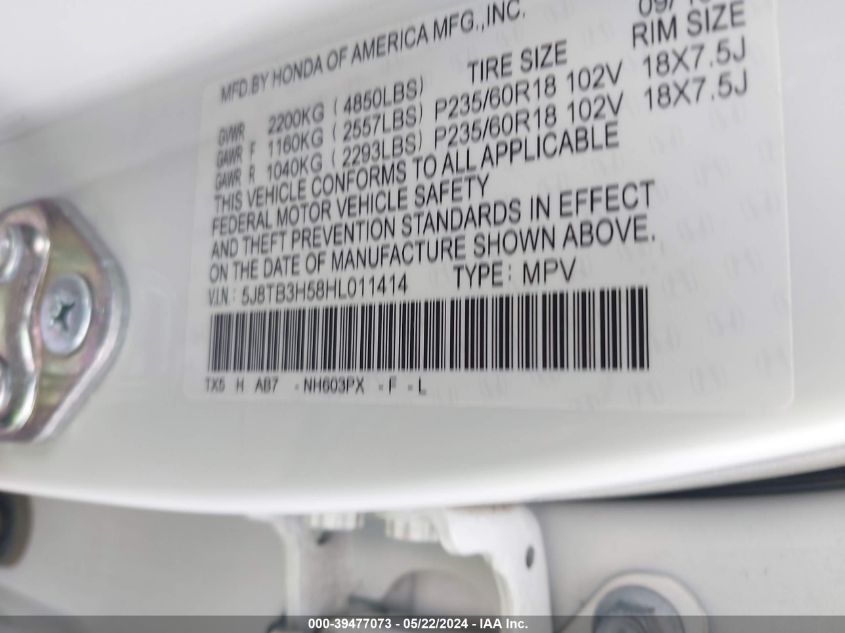 MFD.BY HONDA OF AMERICA MFG.,INC.
TIRE SIZE RIM SIZE
GVWR 2200KG ( 4850LBS)
GAWR F 1160KG ( 2557LBS) P235/60R18 102V 18X7.5J
GAWR R 1040KG ( 2293LBS) P235/60R18 102V 18X7.5J
THIS VEHICLE CONFORMS TO ALL APPLICABLE
FEDERAL MOTOR VEHICLE SAFETY
AND THEFT PREVENTION STANDARDS IN EFFECT
ON THE DATE OF MANUFACTURE SHOWN ABOVE.
V.I.N: 5J8TB3H58HL011414 TYPE: MPV
TX5 H AB7 -NH603PX -F -L
000-39477073 - 05/22/2024 - IAA Inc.